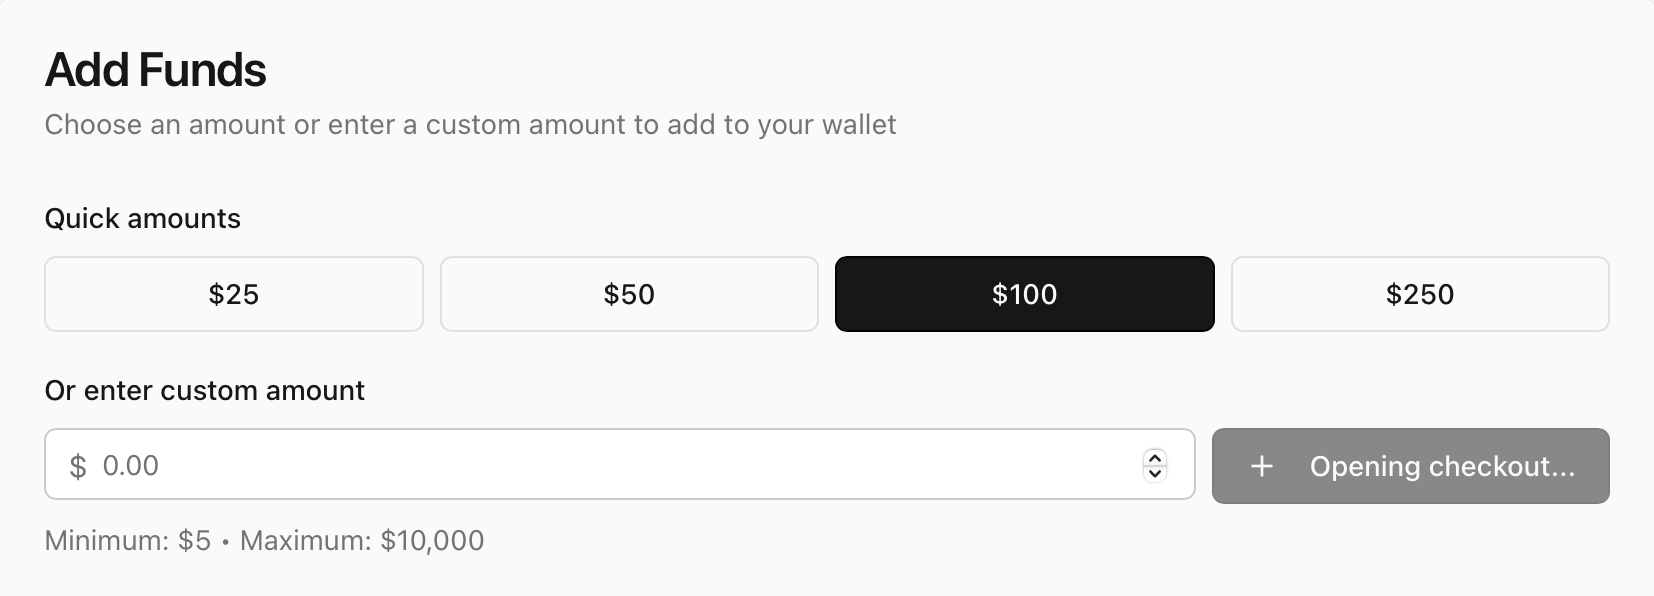 Add Funds
Choose an amount or enter a custom amount to add to your wallet
Quick amounts
$25 $50 $100 $250
Or enter custom amount
$ 0.00 + Opening checkout...
Minimum: $5 • Maximum: $10,000